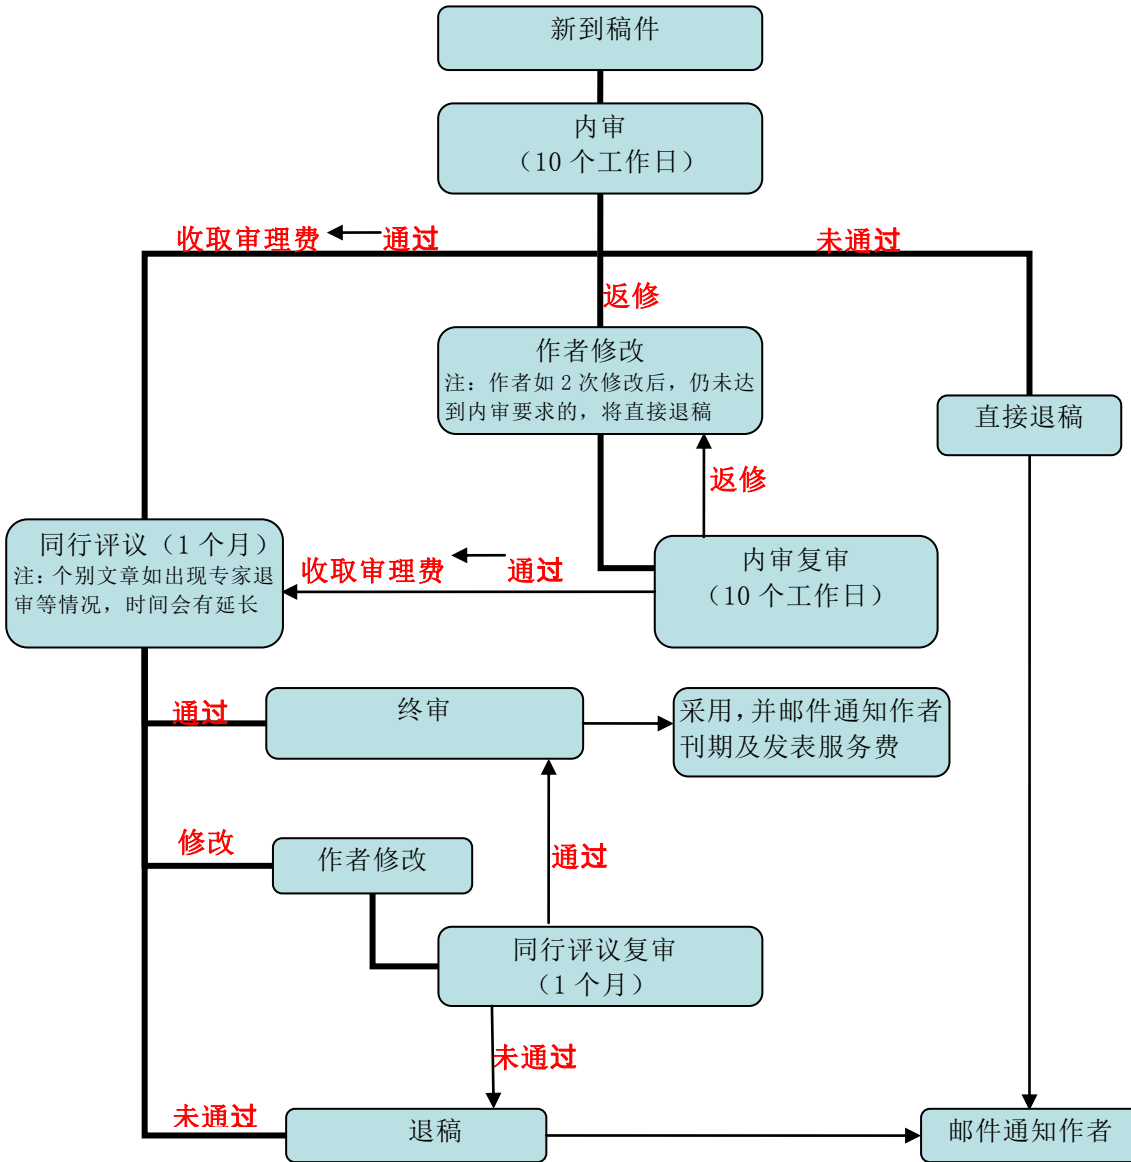 新到稿件
内审
（10 个工作日）
收取审理费
通过
未通过
返修
作者修改
注：作者如 2 次修改后，仍未达
到内审要求的，将直接退稿
直接退稿
返修
同行评议（1 个月）
注：个别文章如出现专家退
审等情况，时间会有延长
收取审理费
通过
内审复审
（10 个工作日）
通过
终审
采用，并邮件通知作者
刊期及发表服务费
修改
作者修改
通过
同行评议复审
（1 个月）
未通过
未通过
退稿
邮件通知作者